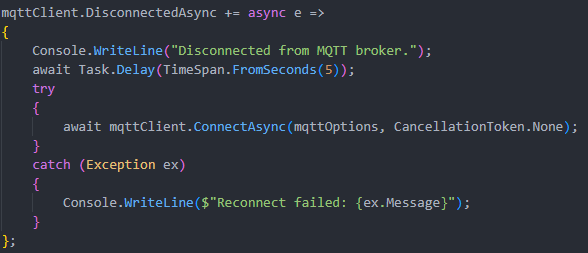 mqttClient.DisconnectedAsync += async e =>
{
    Console.WriteLine("Disconnected from MQTT broker.");
    await Task.Delay(TimeSpan.FromSeconds(5));
    try
    {
        await mqttClient.ConnectAsync(mqttOptions, CancellationToken.None);
    }
    catch (Exception ex)
    {
        Console.WriteLine($"Reconnect failed: {ex.Message}");
    }
};